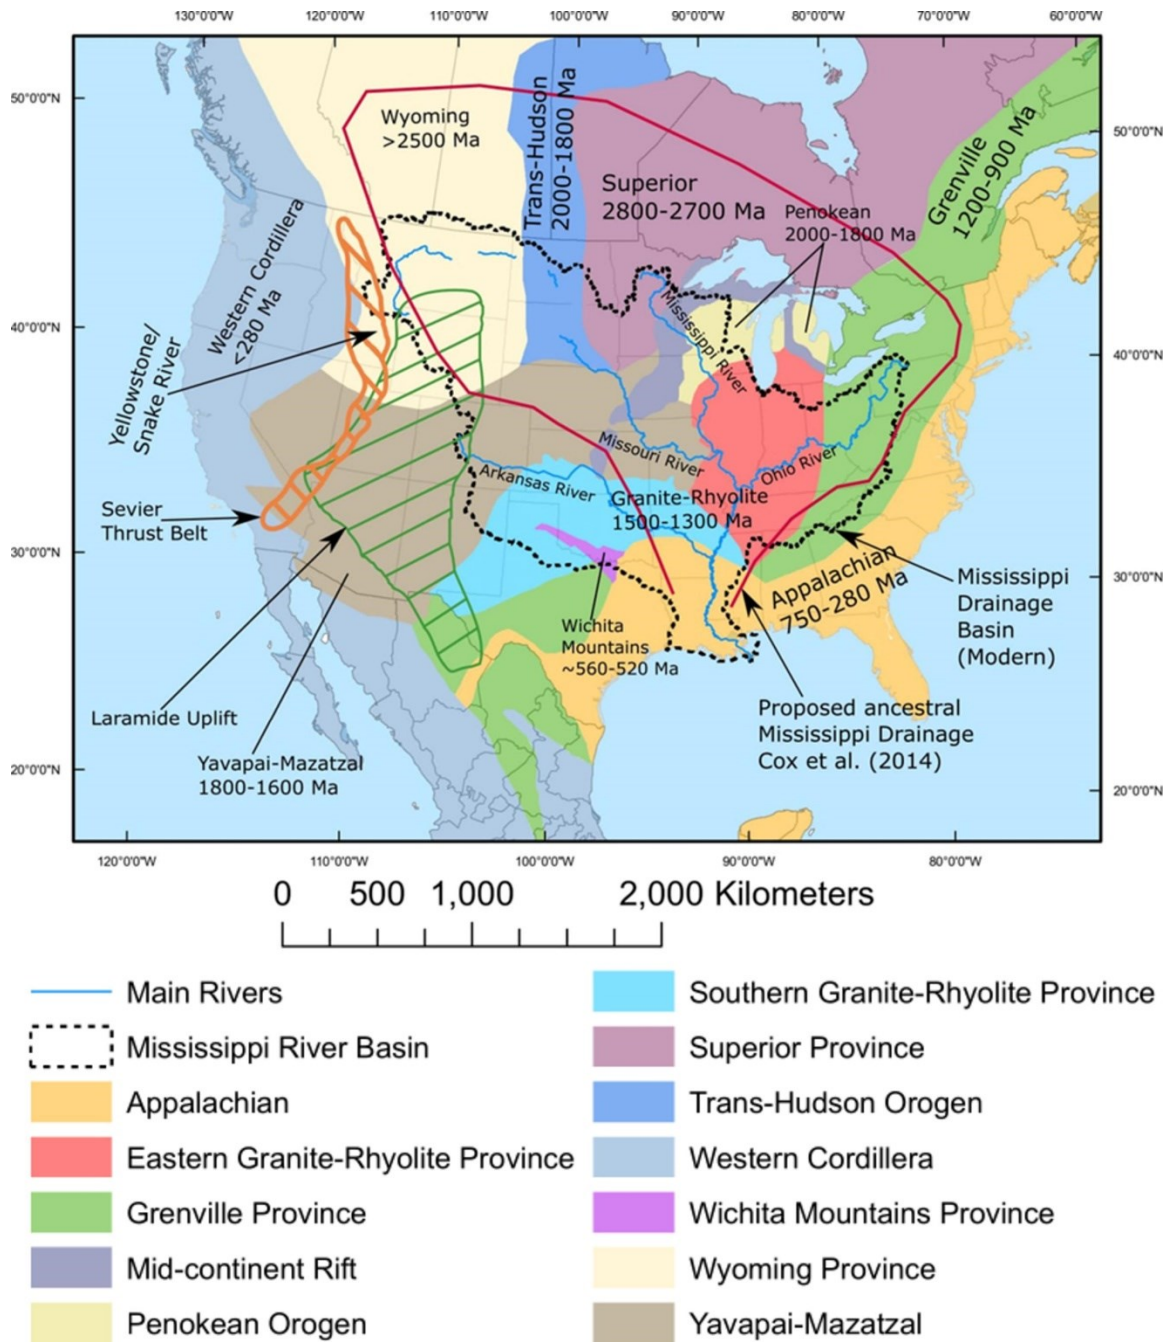 130°0'0"W 120°0'0"W 110°0'0"W 100°0'0"W 90°0'0"W 80°0'0"W 70°0'0"W 60°0'0"W
50°0'0"N
40°0'0"N
30°0'0"N
20°0'0"N
50°0'0"N
40°0'0"N
30°0'0"N
20°0'0"N
Wyoming
>2500 Ma
Trans-Hudson
2000-1800 Ma
Superior
2800-2700 Ma
Penokean
2000-1800 Ma
Grenville
1200-900 Ma
Western Cordillera
<280 Ma
Yellowstone/
Snake River
Mississippi River
Missouri River
Ohio River
Arkansas River
Granite-Rhyolite
1500-1300 Ma
Sevier
Thrust Belt
Appalachian
750-280 Ma
Mississippi
Drainage
Basin
(Modern)
Wichita
Mountains
~560-520 Ma
Laramide Uplift
Yavapai-Mazatzal
1800-1600 Ma
Proposed ancestral
Mississippi Drainage
Cox et al. (2014)
120°0'0"W 110°0'0"W 100°0'0"W 90°0'0"W 80°0'0"W
0 500 1,000 2,000 Kilometers
Main Rivers
Mississippi River Basin
Appalachian
Eastern Granite-Rhyolite Province
Grenville Province
Mid-continent Rift
Penokean Orogen
Southern Granite-Rhyolite Province
Superior Province
Trans-Hudson Orogen
Western Cordillera
Wichita Mountains Province
Wyoming Province
Yavapai-Mazatzal